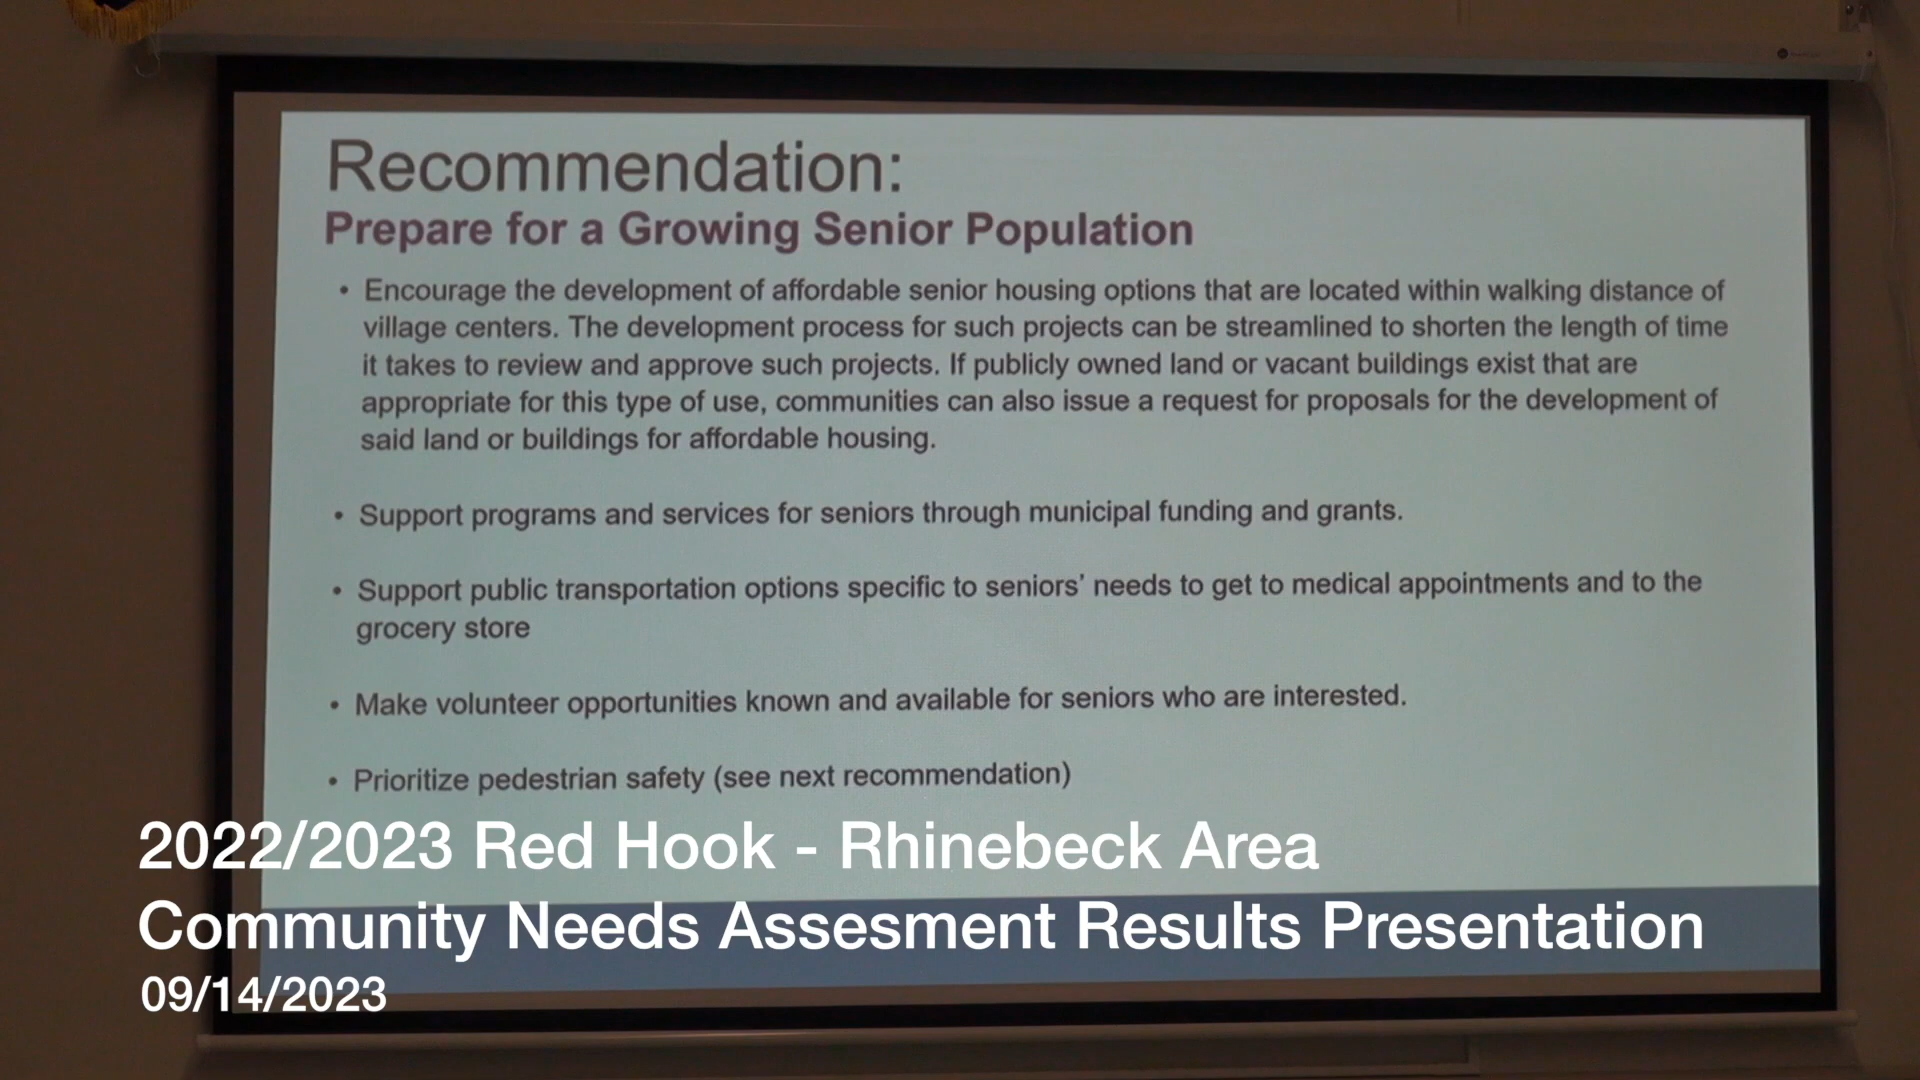 Recommendation:
Prepare for a Growing Senior Population
• Encourage the development of affordable senior housing options that are located within walking distance of
village centers. The development process for such projects can be streamlined to shorten the length of time
it takes to review and approve such projects. If publicly owned land or vacant buildings exist that are
appropriate for this type of use, communities can also issue a request for proposals for the development of
said land or buildings for affordable housing.
• Support programs and services for seniors through municipal funding and grants.
• Support public transportation options specific to seniors' needs to get to medical appointments and to the
grocery store
• Make volunteer opportunities known and available for seniors who are interested.
• Prioritize pedestrian safety (see next recommendation)
2022/2023 Red Hook - Rhinebeck Area
Community Needs Assesment Results Presentation
09/14/2023